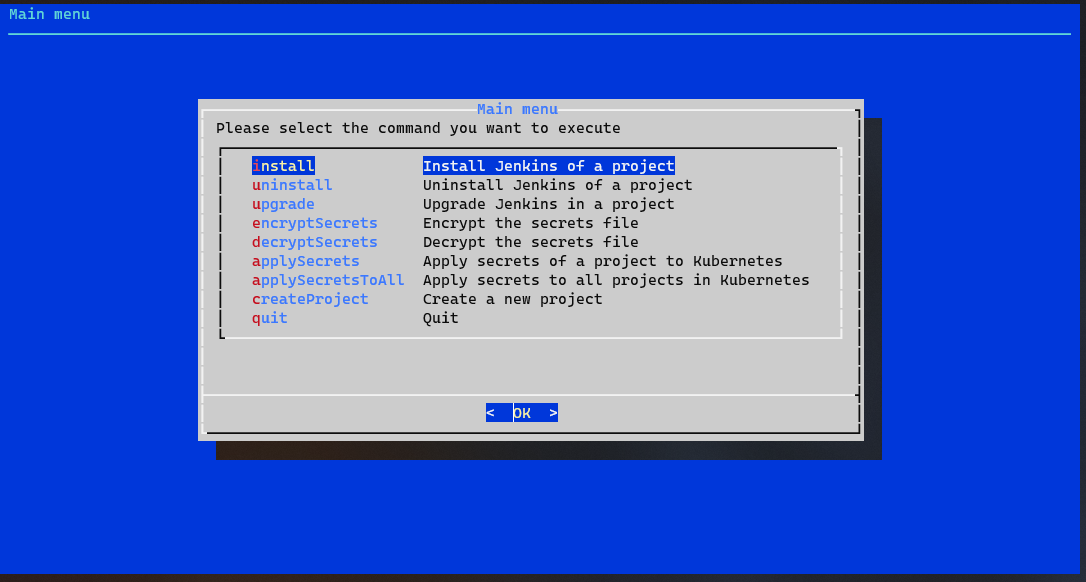 Main menu
Main menu
Please select the command you want to execute
install Install Jenkins of a project
uninstall Uninstall Jenkins of a project
upgrade Upgrade Jenkins in a project
encryptSecrets Encrypt the secrets file
decryptSecrets Decrypt the secrets file
applySecrets Apply secrets of a project to Kubernetes
applySecretsToAll Apply secrets to all projects in Kubernetes
createProject Create a new project
quit Quit
< OK >